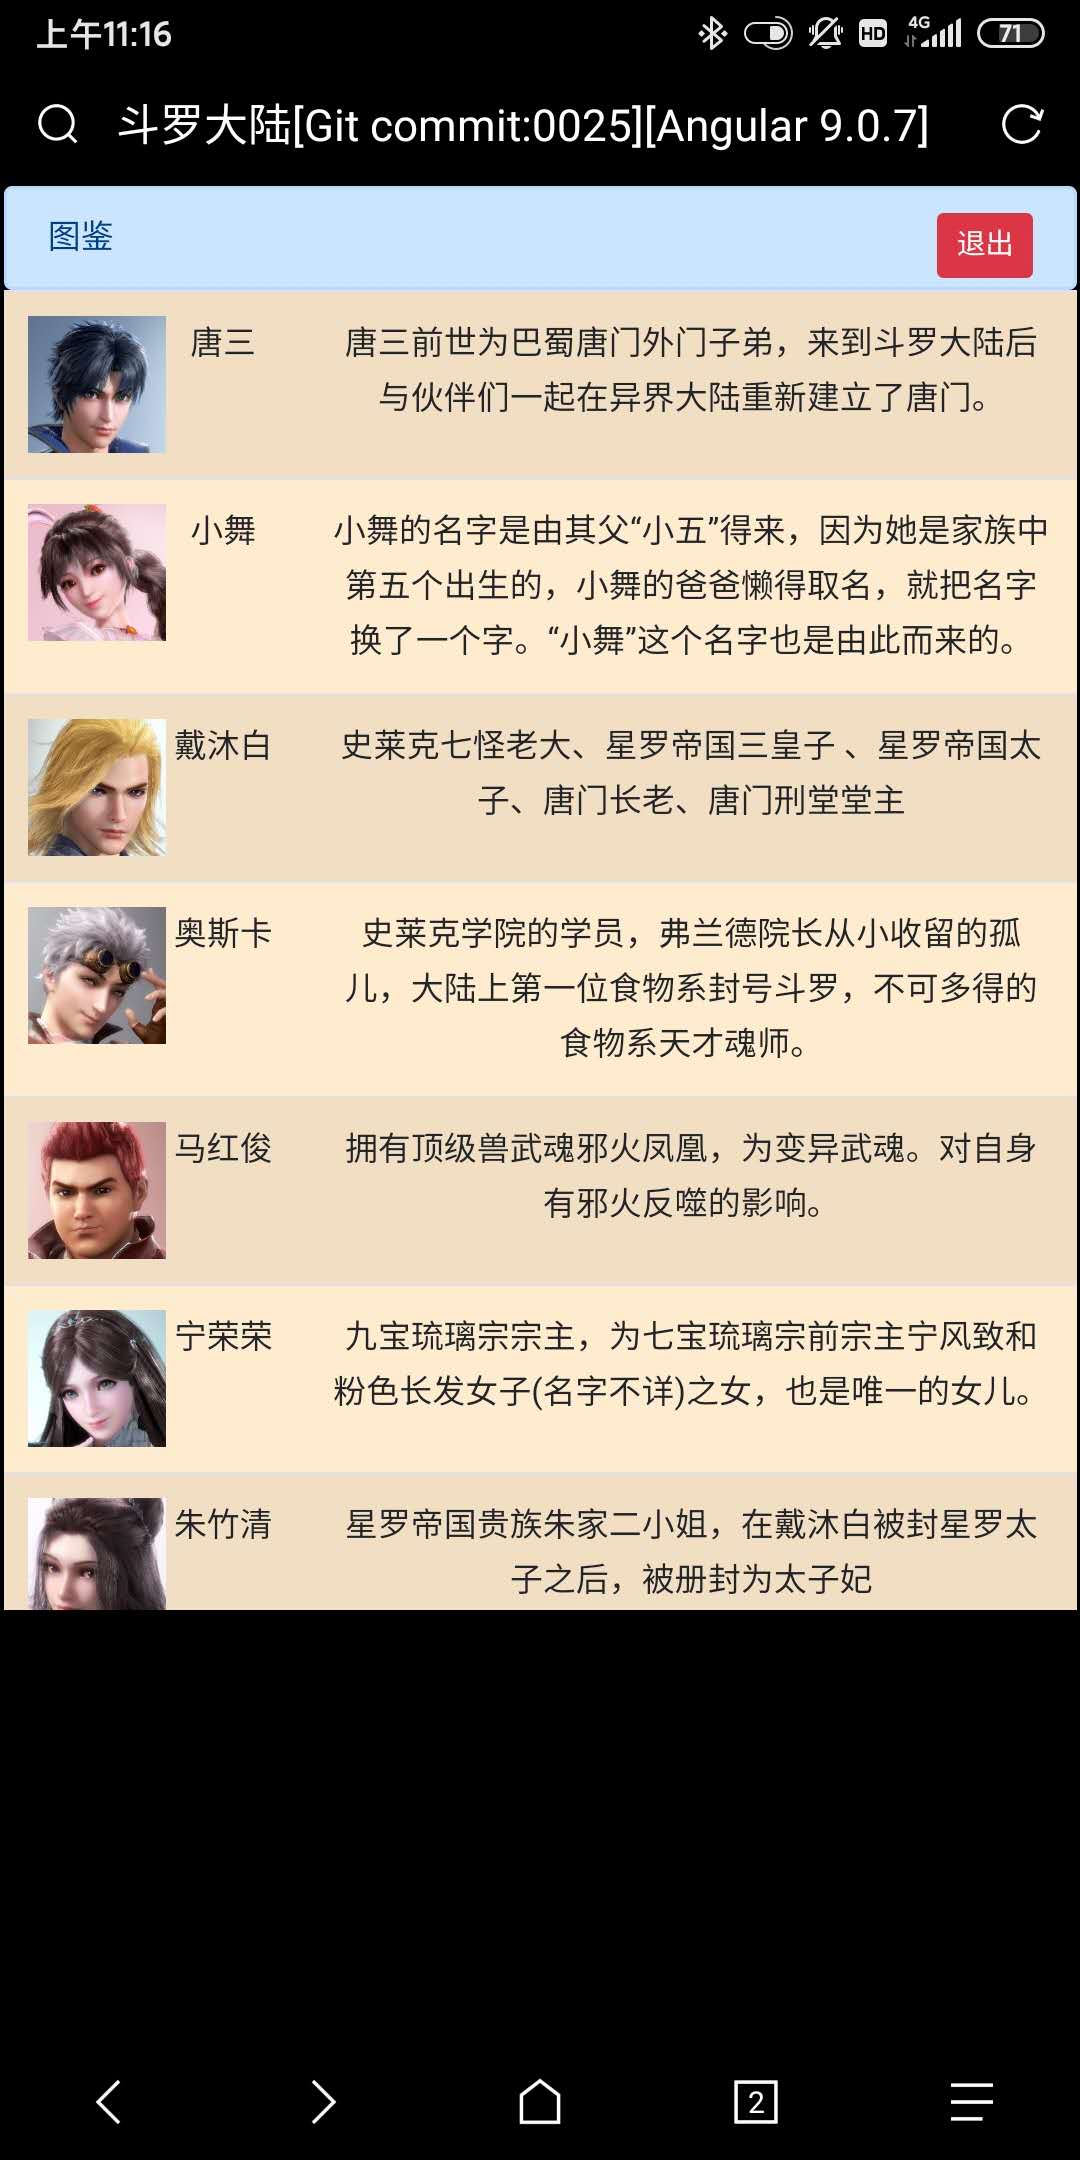 上午11:16
HD
4G
71
斗罗大陆[Git commit:0025][Angular 9.0.7]
图鉴
退出
唐三
唐三前世为巴蜀唐门外门子弟，来到斗罗大陆后
与伙伴们一起在异界大陆重新建立了唐门。
小舞
小舞的名字是由其父“小五”得来，因为她是家族中
第五个出生的，小舞的爸爸懒得取名，就把名字
换了一个字。“小舞”这个名字也是由此而来的。
戴沐白
史莱克七怪老大、星罗帝国三皇子 、星罗帝国太
子、唐门长老、唐门刑堂堂主
奥斯卡
史莱克学院的学员，弗兰德院长从小收留的孤
儿，大陆上第一位食物系封号斗罗，不可多得的
食物系天才魂师。
马红俊
拥有顶级兽武魂邪火凤凰，为变异武魂。对自身
有邪火反噬的影响。
宁荣荣
九宝琉璃宗宗主，为七宝琉璃宗前宗主宁风致和
粉色长发女子(名字不详)之女，也是唯一的女儿。
朱竹清
星罗帝国贵族朱家二小姐，在戴沐白被封星罗太
子之后，被册封为太子妃
2